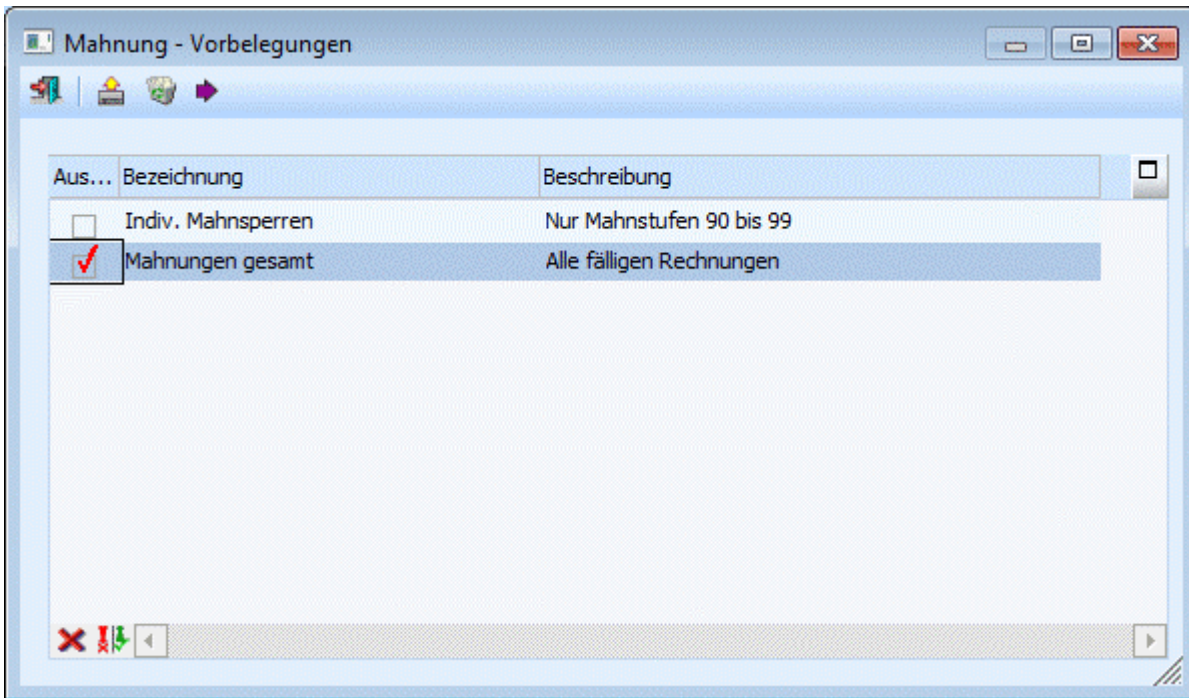 Mahnung - Vorbelegungen
Aus... Bezeichnung Beschreibung
Indiv. Mahnsperren Nur Mahnstufen 90 bis 99
Mahnungen gesamt Alle fälligen Rechnungen